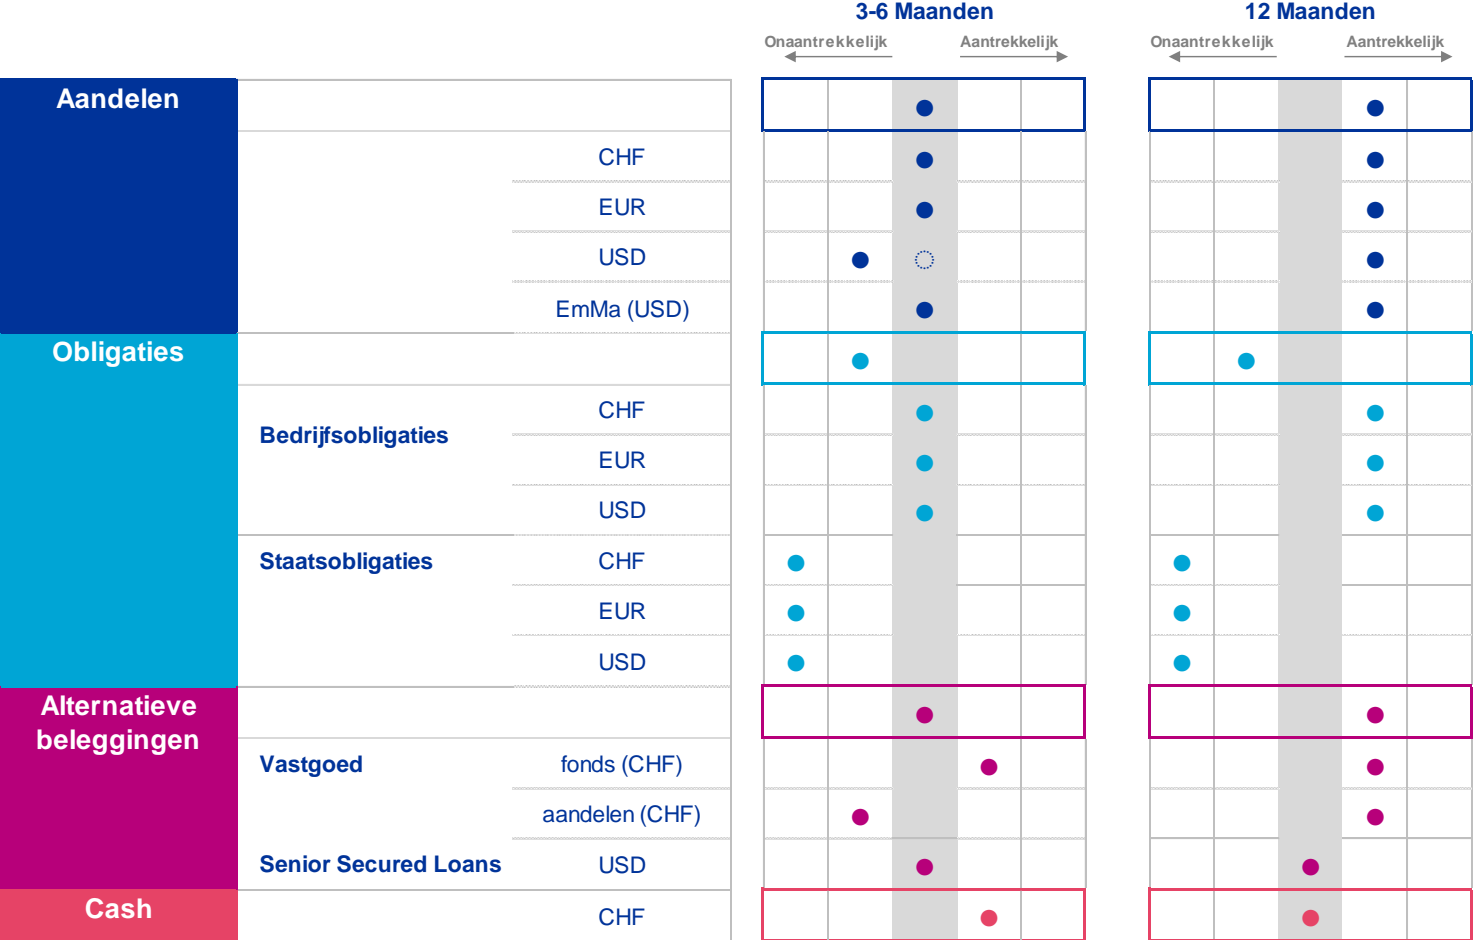 3-6 Maanden
12 Maanden
Onaantrekkelijk
Aantrekkelijk
Onaantrekkelijk
Aantrekkelijk
Aandelen
CHF
EUR
USD
EmMa (USD)
Obligaties
Bedrijfsobligaties
CHF
EUR
USD
Staatsobligaties
CHF
EUR
USD
Alternatieve
beleggingen
Vastgoed
fonds (CHF)
aandelen (CHF)
Senior Secured Loans
USD
Cash
CHF